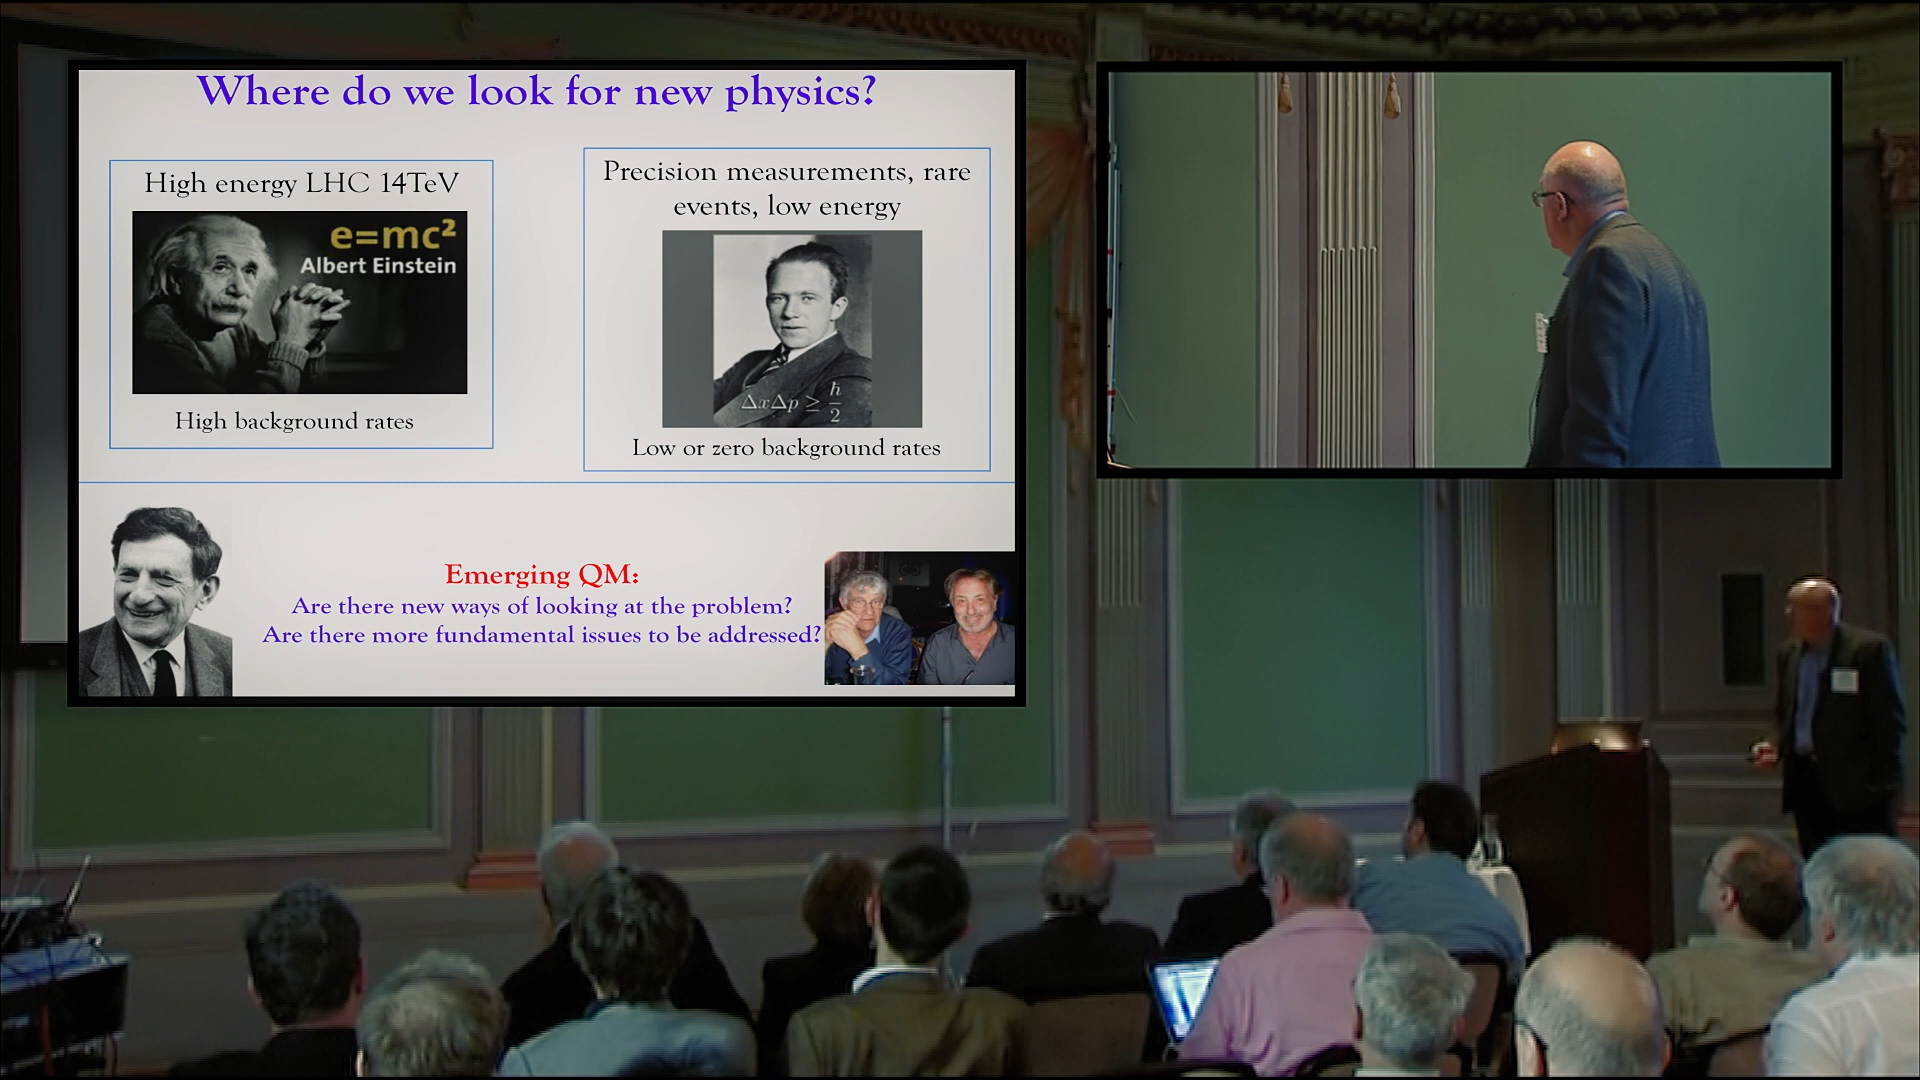 Where do we look for new physics?
High energy LHC 14TeV
e=mc²
Albert Einstein
High background rates
Precision measurements, rare
events, low energy
ΔxΔp ≥ ħ/2
Low or zero background rates
Emerging QM:
Are there new ways of looking at the problem?
Are there more fundamental issues to be addressed?